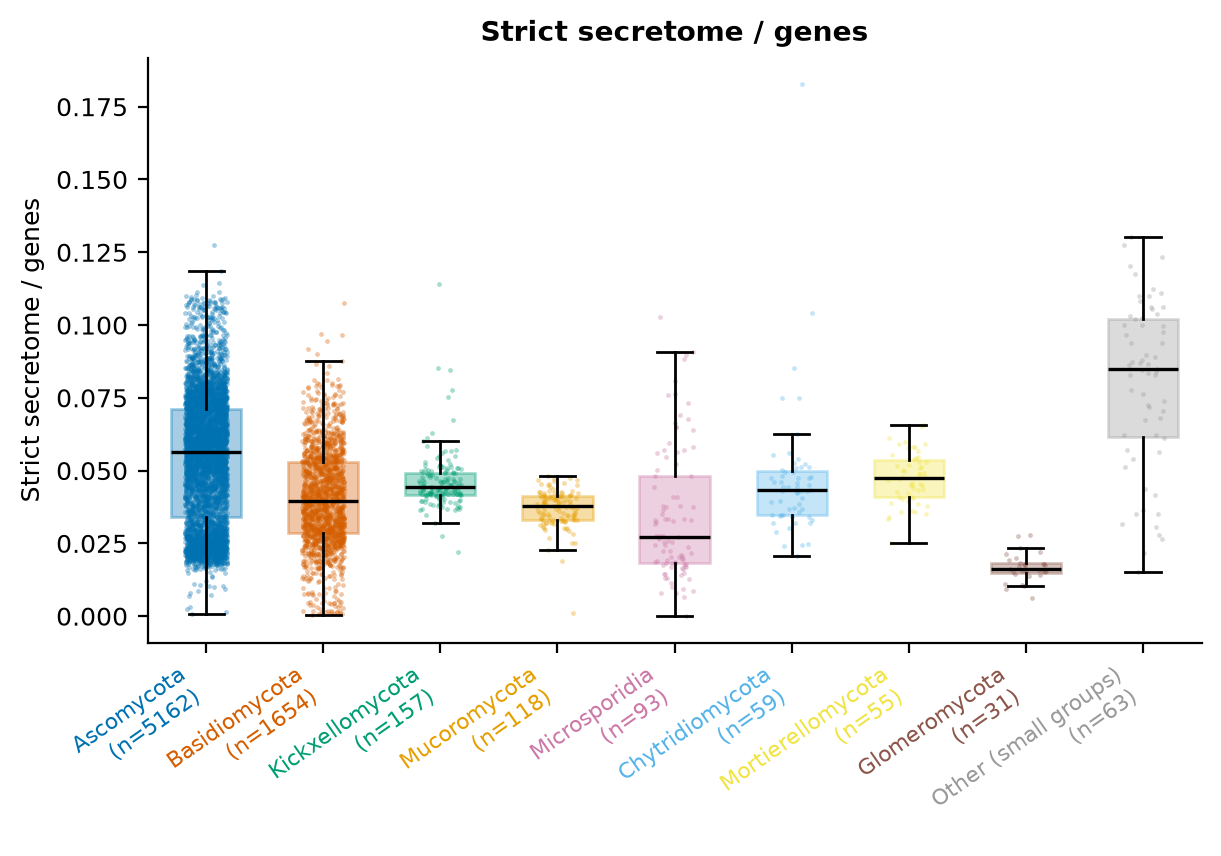 Strict secretome / genes
Strict secretome / genes
0.175
0.150
0.125
0.100
0.075
0.050
0.025
0.000
Ascomycota
(n=5162)
Basidiomycota
(n=1654)
Kickxellomycota
(n=157)
Mucoromycota
(n=118)
Microsporidia
(n=93)
Chytridiomycota
(n=59)
Mortierellomycota
(n=55)
Glomeromycota
(n=31)
Other (small groups)
(n=63)